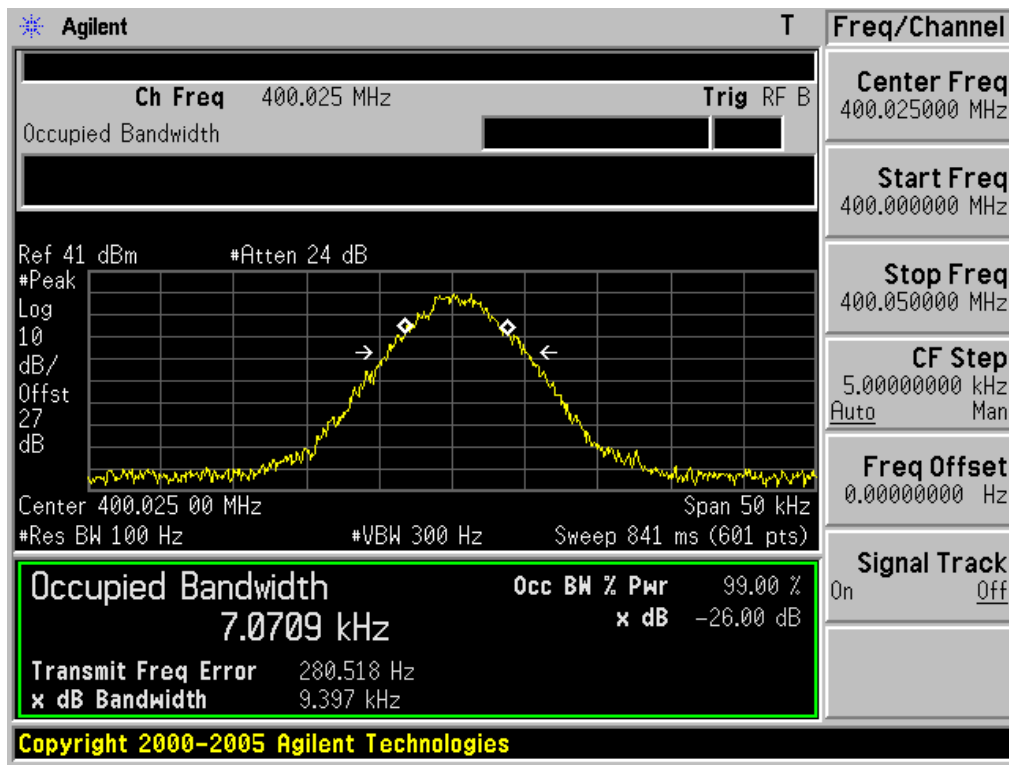 Agilent T
Ch Freq 400.025 MHz Trig RF B
Occupied Bandwidth
Ref 41 dBm #Atten 24 dB
#Peak
Log
10
dB/
Offst
27
dB
Center 400.025 00 MHz Span 50 kHz
#Res BW 100 Hz #VBW 300 Hz Sweep 841 ms (601 pts)
Occupied Bandwidth Occ BW % Pwr 99.00 %
7.0709 kHz x dB -26.00 dB
Transmit Freq Error 280.518 Hz
x dB Bandwidth 9.397 kHz
Copyright 2000-2005 Agilent Technologies
Freq/Channel
Center Freq
400.025000 MHz
Start Freq
400.000000 MHz
Stop Freq
400.050000 MHz
CF Step
5.00000000 kHz
Auto Man
Freq Offset
0.00000000 Hz
Signal Track
On Off